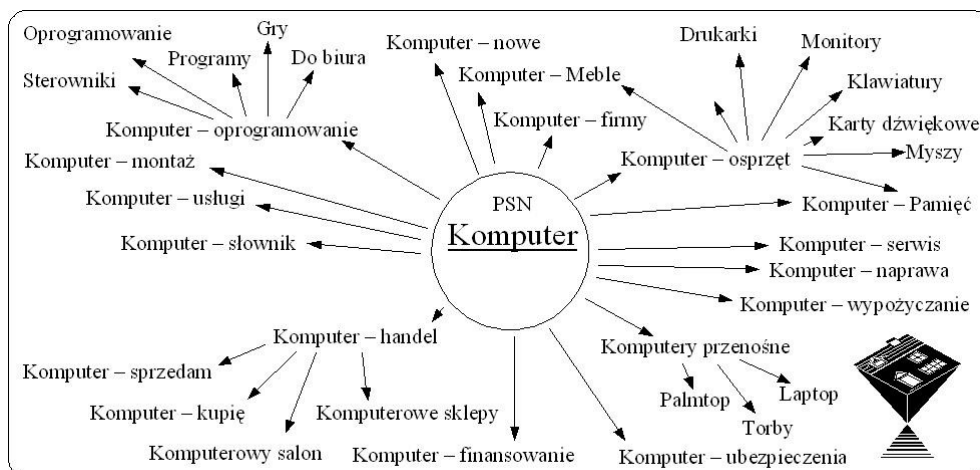 Oprogramowanie
Gry
Programy
Do biura
Sterowniki
Komputer – oprogramowanie
Komputer – montaż
Komputer – usługi
Komputer – słownik
Komputer – nowe
Komputer – Meble
Komputer – firmy
Drukarki
Monitory
Klawiatury
Karty dźwiękowe
Komputer – osprzęt
Myszy
Komputer – Pamięć
PSN
Komputer
Komputer – serwis
Komputer – naprawa
Komputer – wypożyczanie
Komputer – handel
Komputer – sprzedam
Komputer – kupię
Komputerowy salon
Komputerowe sklepy
Komputer – finansowanie
Komputery przenośne
Palmtop
Laptop
Torby
Komputer – ubezpieczenia